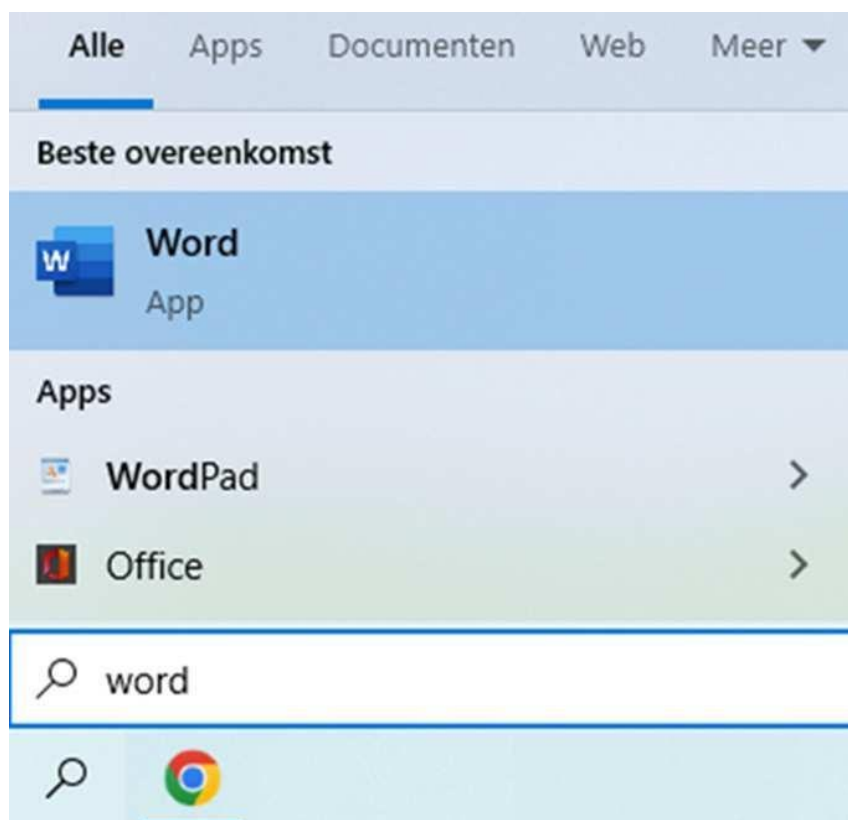 Alle Apps Documenten Web Meer
Beste overeenkomst
W
Word
App
Apps
WordPad
Office
word